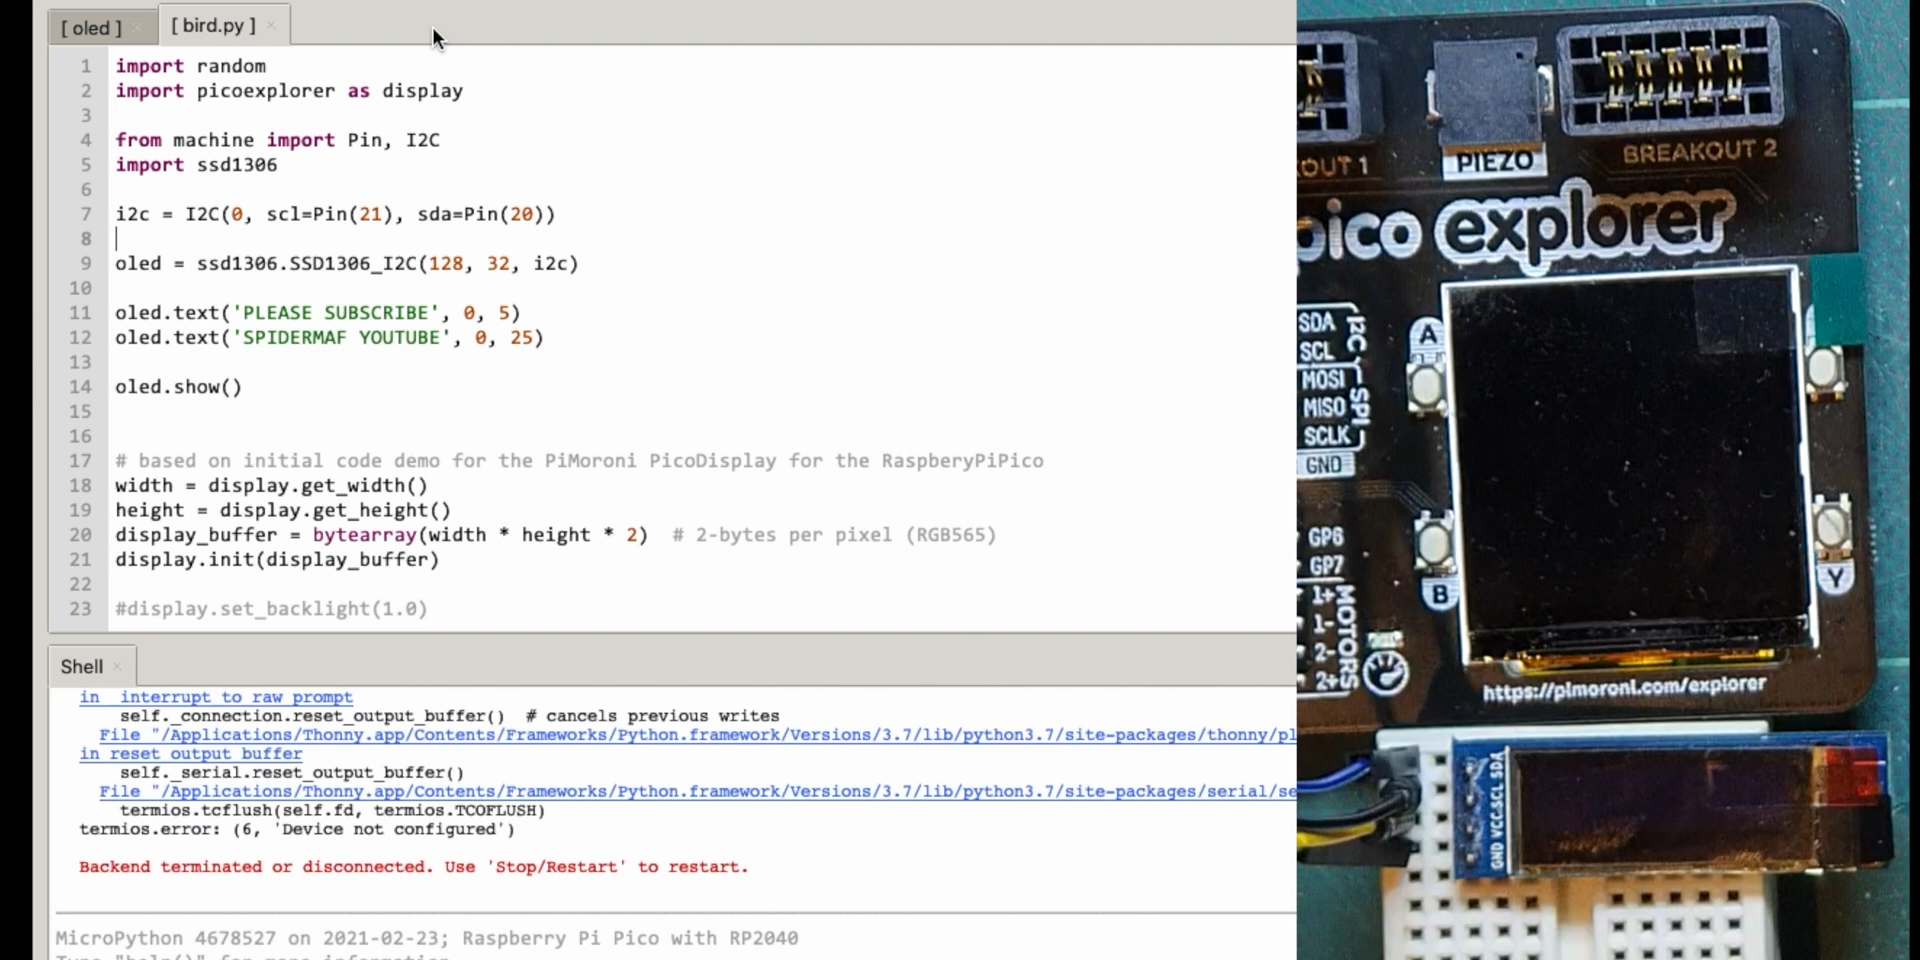 [ oled ]
[ bird.py ]
1 import random
2 import picoexplorer as display
3
4 from machine import Pin, I2C
5 import ssd1306
6
7 i2c = I2C(0, scl=Pin(21), sda=Pin(20))
8
9 oled = ssd1306.SSD1306_I2C(128, 32, i2c)
10
11 oled.text('PLEASE SUBSCRIBE', 0, 5)
12 oled.text('SPIDERMAF YOUTUBE', 0, 25)
13
14 oled.show()
15
16
17 # based on initial code demo for the PiMoroni PicoDisplay for the RaspberyPiPico
18 width = display.get_width()
19 height = display.get_height()
20 display_buffer = bytearray(width * height * 2)  # 2-bytes per pixel (RGB565)
21 display.init(display_buffer)
22
23 #display.set_backlight(1.0)
Shell
in _interrupt_to_raw_prompt
self._connection.reset_output_buffer()  # cancels previous writes
File "/Applications/Thonny.app/Contents/Frameworks/Python.framework/Versions/3.7/lib/python3.7/site-packages/thonny/pl
in reset_output_buffer
self._serial.reset_output_buffer()
File "/Applications/Thonny.app/Contents/Frameworks/Python.framework/Versions/3.7/lib/python3.7/site-packages/serial/se
termios.tcflush(self.fd, termios.TCOFLUSH)
termios.error: (6, 'Device not configured')
Backend terminated or disconnected. Use 'Stop/Restart' to restart.
MicroPython 4678527 on 2021-02-23; Raspberry Pi Pico with RP2040
Type "help()" for more information
OUT 1
PIEZO
BREAKOUT 2
pico explorer
SDA
SCL
I2C
MOSI
MISO
SCLK
SPI
GND
A
B
Y
GP6
GP7
1+
1-
2-
2+
MOTORS
https://pimoroni.com/explorer
GND VCC SCL SDA